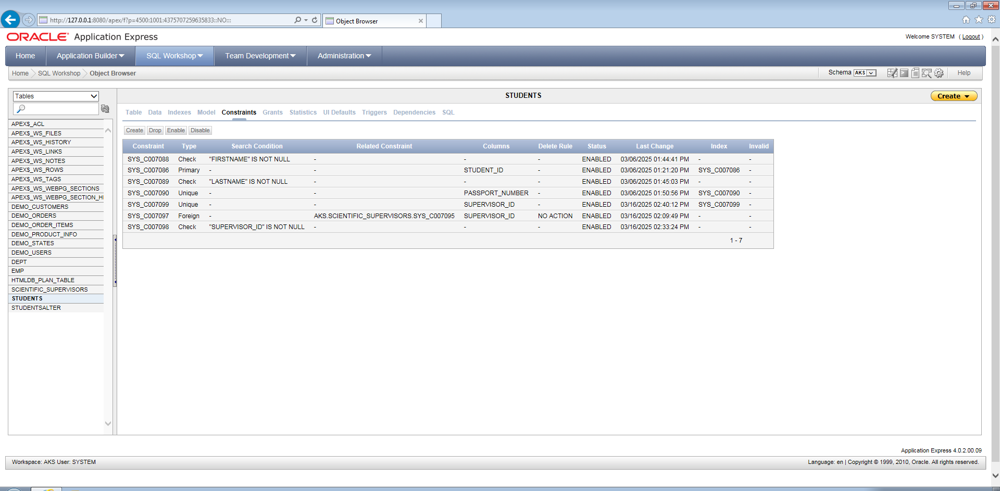 http://127.0.0.1:8080/apex/f?p=4500:1001:4375707259635833::NO:::
Object Browser
ORACLE Application Express
Welcome SYSTEM ( Logout )
Home Application Builder SQL Workshop Team Development Administration
Home SQL Workshop Object Browser
Schema AKS Help
Tables
STUDENTS
Create
Table Data Indexes Model Constraints Grants Statistics UI Defaults Triggers Dependencies SQL
Create Drop Enable Disable
APEX$_ACL
APEX$_WS_FILES
APEX$_WS_HISTORY
APEX$_WS_LINKS
APEX$_WS_NOTES
APEX$_WS_ROWS
APEX$_WS_TAGS
APEX$_WS_WEBPG_SECTIONS
APEX$_WS_WEBPG_SECTION_HI
DEMO_CUSTOMERS
DEMO_ORDERS
DEMO_ORDER_ITEMS
DEMO_PRODUCT_INFO
DEMO_STATES
DEMO_USERS
DEPT
EMP
HTMLDB_PLAN_TABLE
SCIENTIFIC_SUPERVISORS
STUDENTS
STUDENTSALTER
Constraint Type Search Condition Related Constraint Columns Delete Rule Status Last Change Index Invalid
SYS_C007088 Check "FIRSTNAME" IS NOT NULL - - - ENABLED 03/06/2025 01:44:41 PM - -
SYS_C007086 Primary - - STUDENT_ID - ENABLED 03/06/2025 01:21:20 PM SYS_C007086 -
SYS_C007089 Check "LASTNAME" IS NOT NULL - - - ENABLED 03/06/2025 01:45:03 PM - -
SYS_C007090 Unique - - PASSPORT_NUMBER - ENABLED 03/06/2025 01:50:56 PM SYS_C007090 -
SYS_C007099 Unique - - SUPERVISOR_ID - ENABLED 03/16/2025 02:40:12 PM SYS_C007099 -
SYS_C007097 Foreign - AKS.SCIENTIFIC_SUPERVISORS.SYS_C007095 SUPERVISOR_ID NO ACTION ENABLED 03/16/2025 02:09:49 PM - -
SYS_C007098 Check "SUPERVISOR_ID" IS NOT NULL - - - ENABLED 03/16/2025 02:33:24 PM - -
1 - 7
Application Express 4.0.2.00.09
Workspace: AKS User: SYSTEM
Language: en | Copyright © 1999, 2010, Oracle. All rights reserved.